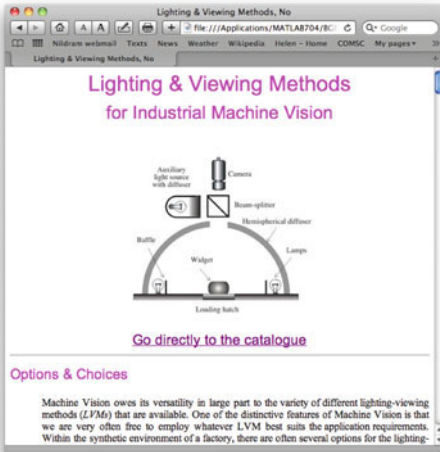 Lighting & Viewing Methods, No
A A
file:///Applications/MATLAB704/BC
Q▾ Google
Nildram webmail Texts News Weather Wikipedia Helen – Home COMSC My pages ▾
Lighting & Viewing Methods, No
Lighting & Viewing Methods
for Industrial Machine Vision
Auxiliary
light source
with diffuser
Camera
Beam-splitter
Hemispherical diffuser
Baffle
Widget
Lamps
Loading hatch
Go directly to the catalogue
Options & Choices
Machine Vision owes its versatility in large part to the variety of different lighting-viewing
methods (LVMs) that are available. One of the distinctive features of Machine Vision is that
we are very often free to employ whatever LVM best suits the application requirements.
Within the synthetic environment of a factory, there are often several options for the lighting-